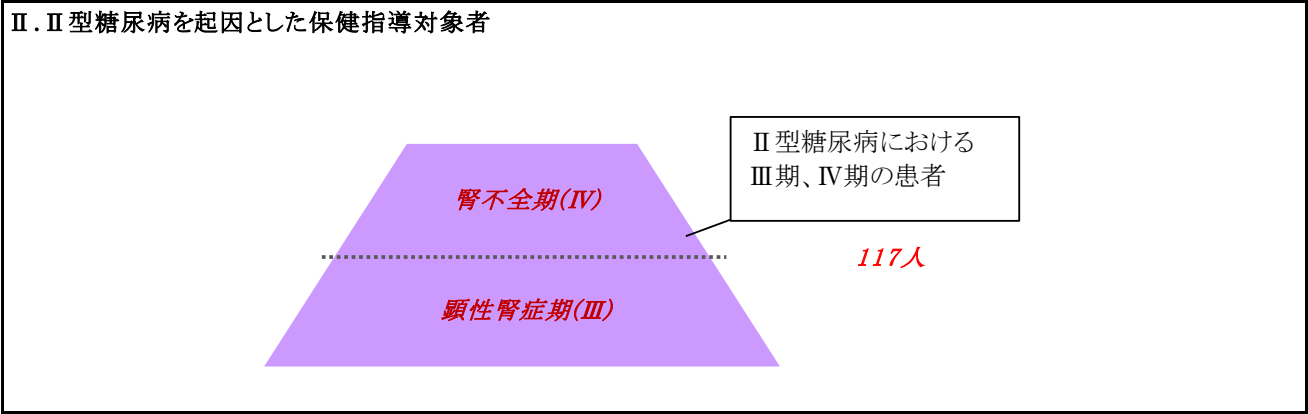 Ⅱ.Ⅱ型糖尿病を起因とした保健指導対象者
Ⅱ型糖尿病における
Ⅲ期、Ⅳ期の患者
腎不全期(Ⅳ)
117人
顕性腎症期(Ⅲ)